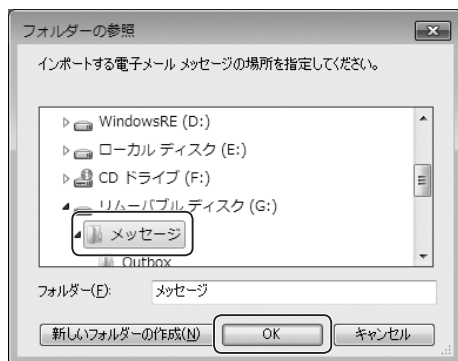 フォルダーの参照
インポートする電子メール メッセージの場所を指定してください。
WindowsRE (D:)
ローカル ディスク (E:)
CD ドライブ (F:)
リムーバブル ディスク (G:)
メッセージ
Outbox
フォルダー(F): メッセージ
新しいフォルダーの作成(N) OK キャンセル